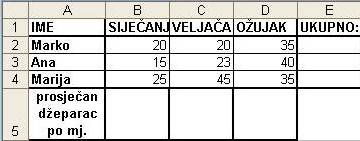 A B C D E
1 IME SIJEČANJ VELJAČA OŽUJAK UKUPNO:
2 Marko 20 20 35
3 Ana 15 23 40
4 Marija 25 45 35
prosječan
džeparac
5 po mj.